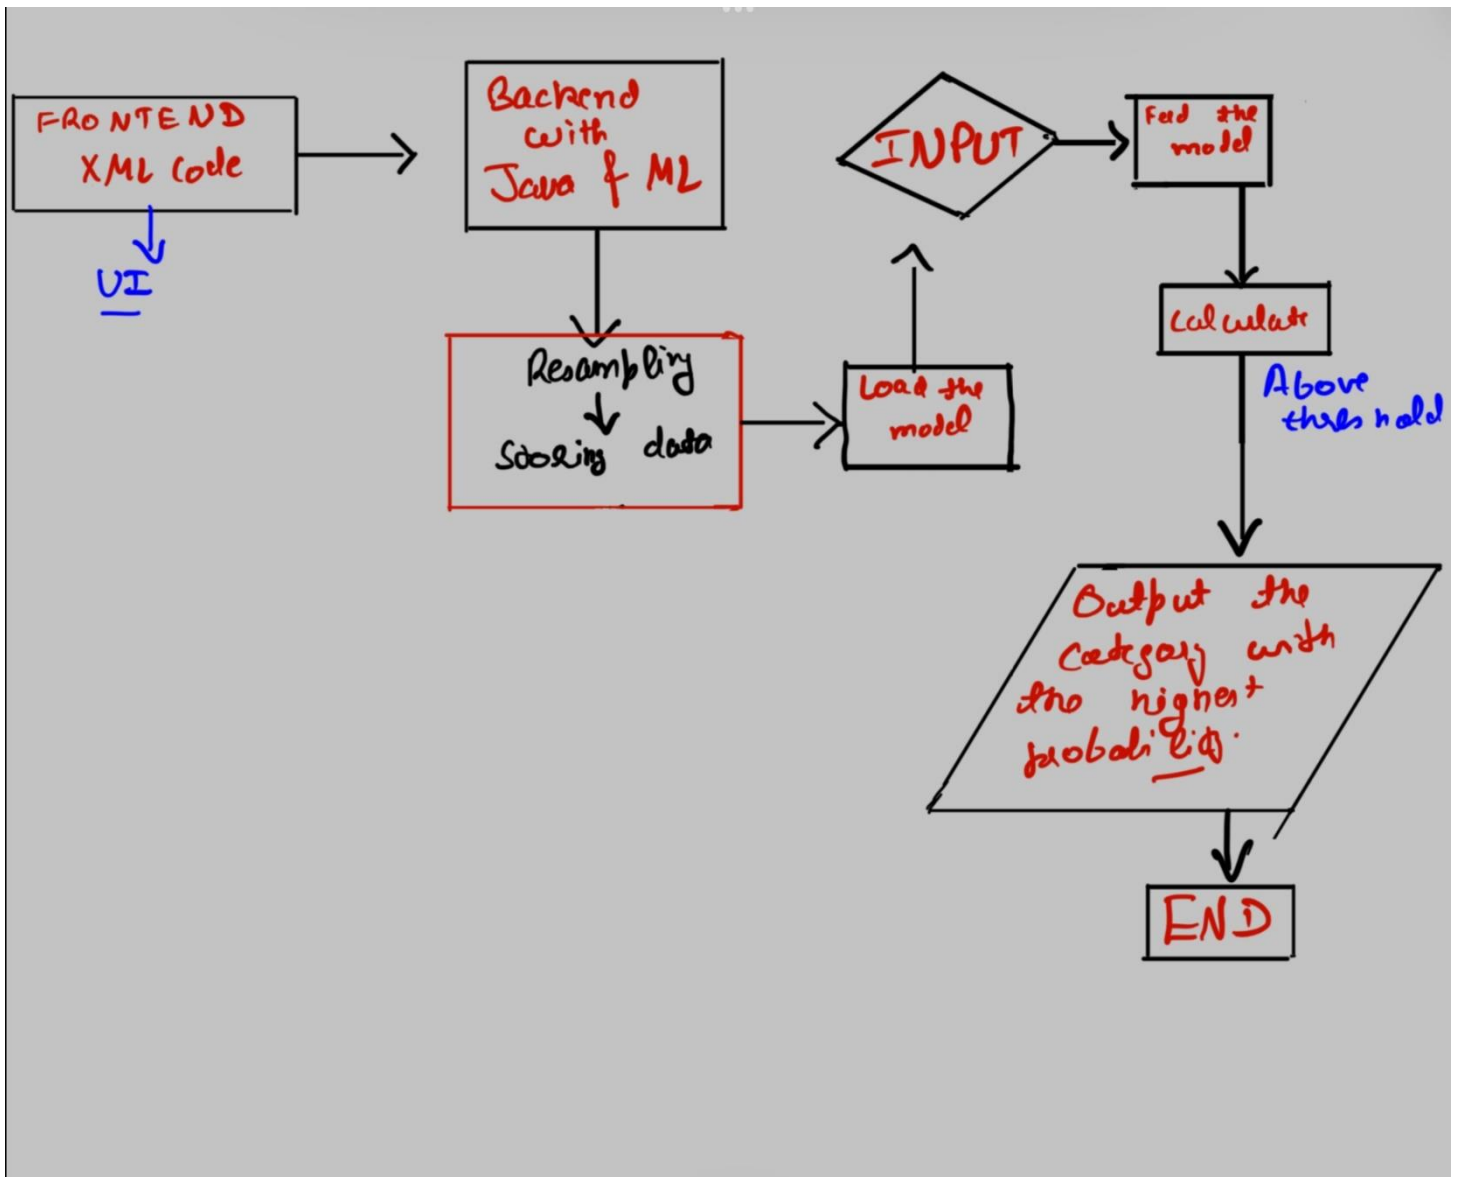 FRONTEND
XML Code
UI
Backend
with
Java & ML
Resampling
Storing data
Load the
model
INPUT
Feed the
model
Calculate
Above
threshold
Output the
Category with
the highest
probability.
END